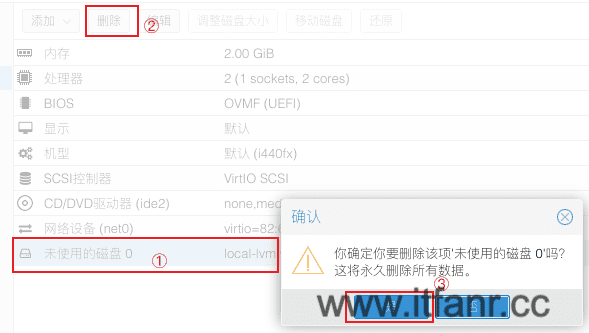 添加 删除 编辑 调整磁盘大小 移动磁盘 还原
②
内存 2.00 GiB
处理器 2 (1 sockets, 2 cores)
BIOS OVMF (UEFI)
显示 默认
机型 默认 (i440fx)
SCSI控制器 VirtIO SCSI
CD/DVD驱动器 (ide2) none,med
网络设备 (net0) virtio=82:
未使用的磁盘 0 local-lvm
①
确认
你确定你要删除该项'未使用的磁盘 0'吗?
这将永久删除所有数据。
③
www.itfanr.cc